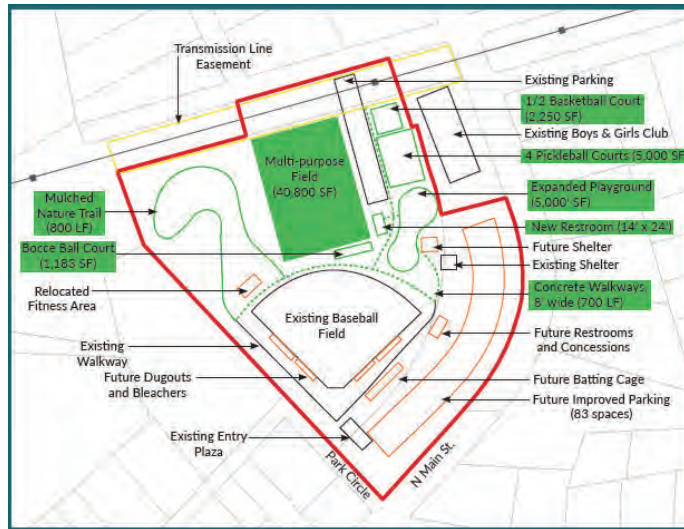 Transmission Line
Easement
Existing Parking
1/2 Basketball Court
(2,250 SF)
Existing Boys & Girls Club
4 Pickleball Courts (5,000 SF)
Multi-purpose
Field
(40,800 SF)
Expanded Playground
(5,000' SF)
Mulched
Nature Trail
(800 LF)
New Restroom (14' x 24')
Bocce Ball Court
(1,183 SF)
Future Shelter
Existing Shelter
Relocated
Fitness Area
Concrete Walkways,
8' wide (700 LF)
Existing Baseball
Field
Existing
Walkway
Future Restrooms
and Concessions
Future Dugouts
and Bleachers
Future Batting Cage
Future Improved Parking
(83 spaces)
Existing Entry
Plaza
Park Circle
N Main St.